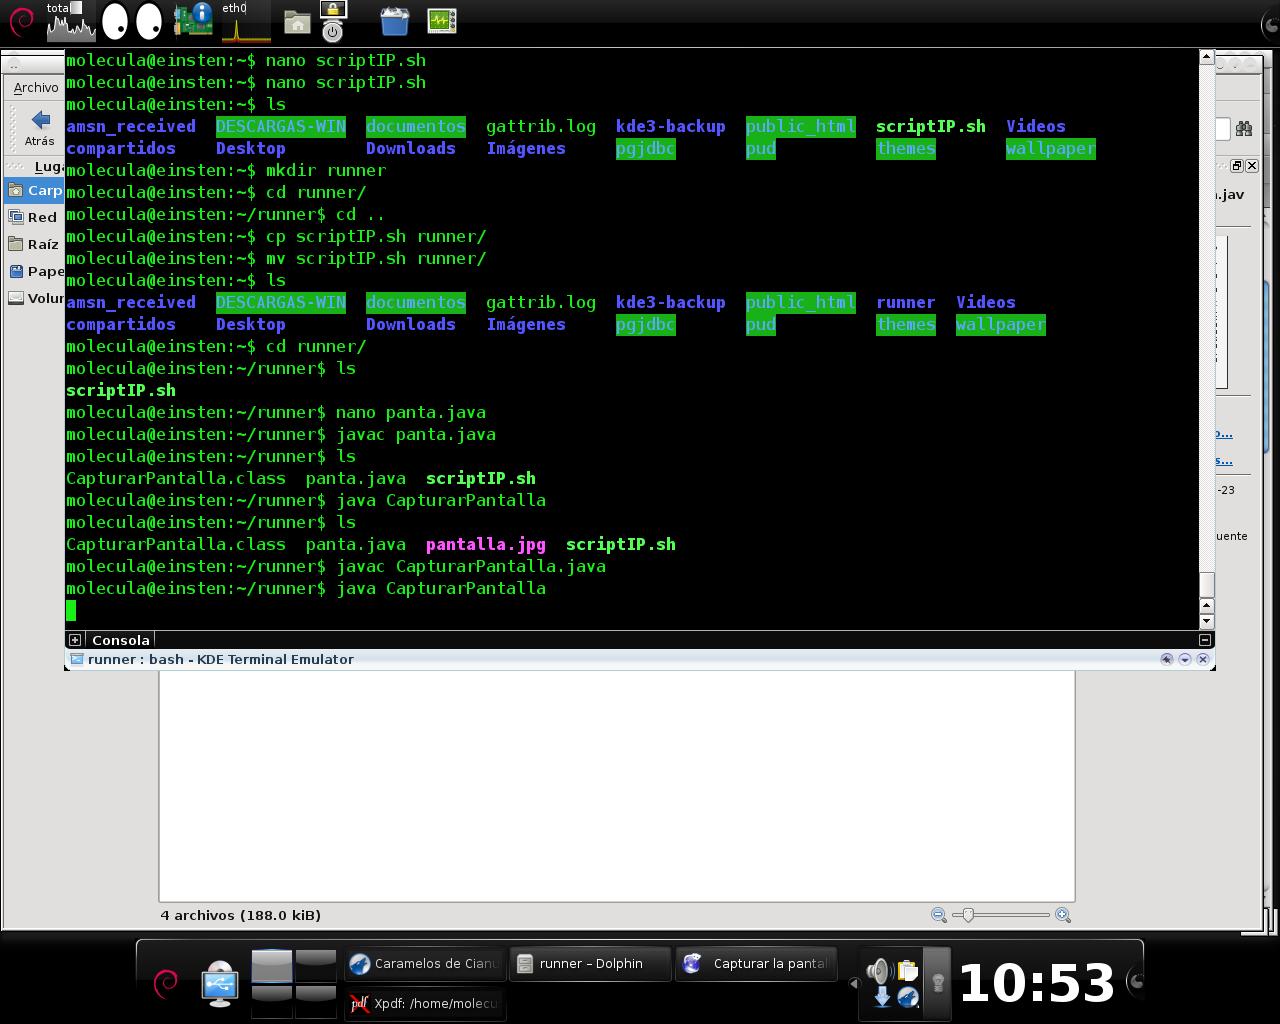 total
eth0
molecula@einsten:~$ nano scriptIP.sh
molecula@einsten:~$ nano scriptIP.sh
molecula@einsten:~$ ls
amsn_received DESCARGAS-WIN documentos gattrib.log kde3-backup public_html scriptIP.sh Videos
compartidos Desktop Downloads Imágenes pgjdbc pud themes wallpaper
molecula@einsten:~$ mkdir runner
molecula@einsten:~$ cd runner/
molecula@einsten:~/runner$ cd ..
molecula@einsten:~$ cp scriptIP.sh runner/
molecula@einsten:~$ mv scriptIP.sh runner/
molecula@einsten:~$ ls
amsn_received DESCARGAS-WIN documentos gattrib.log kde3-backup public_html runner Videos
compartidos Desktop Downloads Imágenes pgjdbc pud themes wallpaper
molecula@einsten:~$ cd runner/
molecula@einsten:~/runner$ ls
scriptIP.sh
molecula@einsten:~/runner$ nano panta.java
molecula@einsten:~/runner$ javac panta.java
molecula@einsten:~/runner$ ls
CapturarPantalla.class panta.java scriptIP.sh
molecula@einsten:~/runner$ java CapturarPantalla
molecula@einsten:~/runner$ ls
CapturarPantalla.class panta.java pantalla.jpg scriptIP.sh
molecula@einsten:~/runner$ javac CapturarPantalla.java
molecula@einsten:~/runner$ java CapturarPantalla
Consola
runner : bash - KDE Terminal Emulator
Archivo
Atrás
Luga
Carp
Red
Raíz
Pape
Volur
.jav
o...
s...
-23
uente
4 archivos (188.0 kiB)
Caramelos de Cianu
runner – Dolphin
Capturar la pantal
pdf Xpdf: /home/molecu
10:53